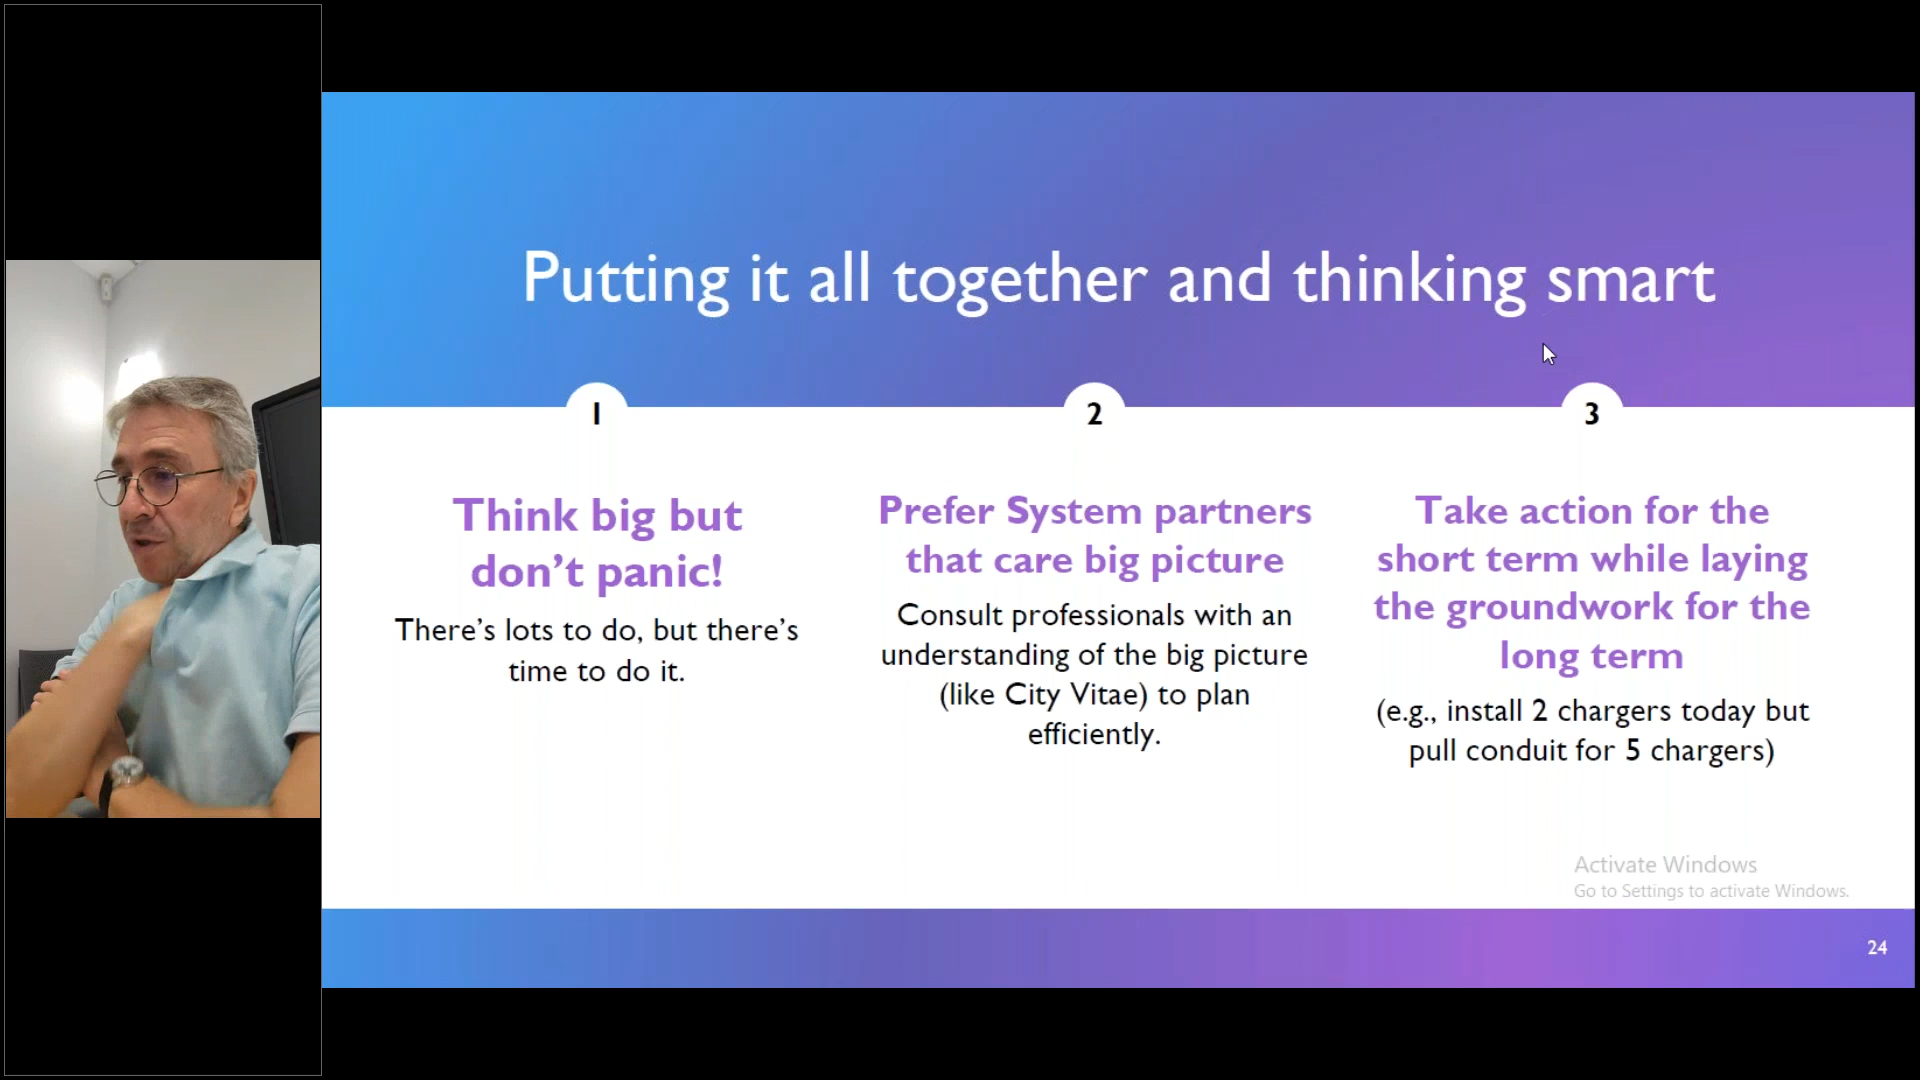 Putting it all together and thinking smart
1
Think big but
don’t panic!
There’s lots to do, but there’s
time to do it.
2
Prefer System partners
that care big picture
Consult professionals with an
understanding of the big picture
(like City Vitae) to plan
efficiently.
3
Take action for the
short term while laying
the groundwork for the
long term
(e.g., install 2 chargers today but
pull conduit for 5 chargers)
Activate Windows
Go to Settings to activate Windows.
24